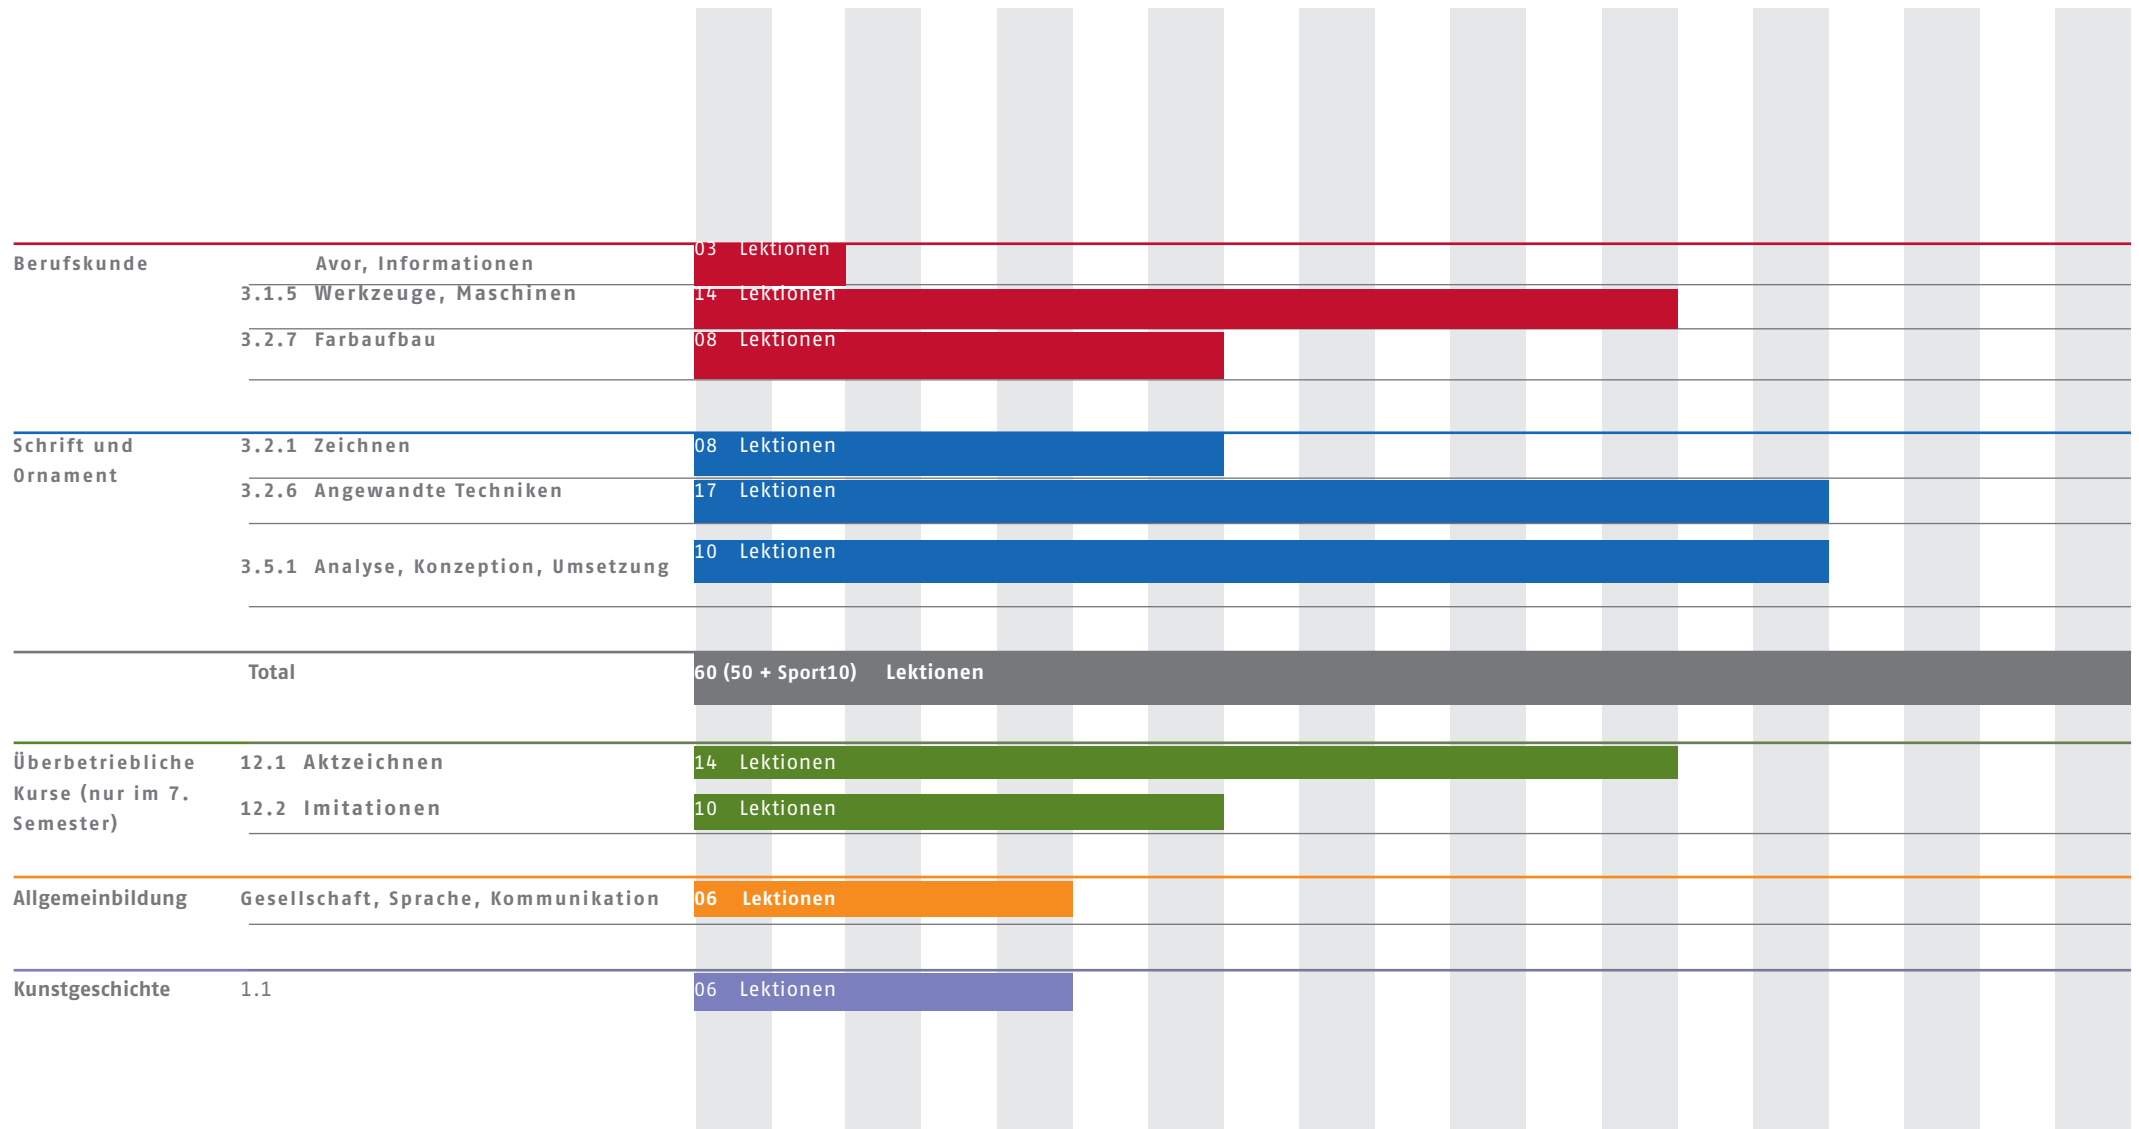 Berufskunde Avor, Informationen 03 Lektionen
3.1.5 Werkzeuge, Maschinen 14 Lektionen
3.2.7 Farbaufbau 08 Lektionen
Schrift und 3.2.1 Zeichnen 08 Lektionen
Ornament
3.2.6 Angewandte Techniken 17 Lektionen
3.5.1 Analyse, Konzeption, Umsetzung 10 Lektionen
Total 60 (50 + Sport10) Lektionen
Überbetriebliche 12.1 Aktzeichnen 14 Lektionen
Kurse (nur im 7. 12.2 Imitationen 10 Lektionen
Semester)
Allgemeinbildung Gesellschaft, Sprache, Kommunikation 06 Lektionen
Kunstgeschichte 1.1 06 Lektionen